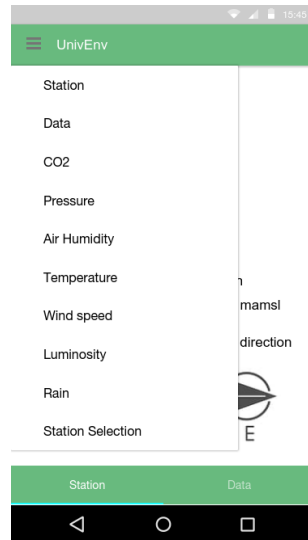 15:45
UnivEnv
Station
Data
CO2
Pressure
Air Humidity
Temperature
Wind speed
mamsl
Luminosity
direction
Rain
Station Selection
E
Station
Data